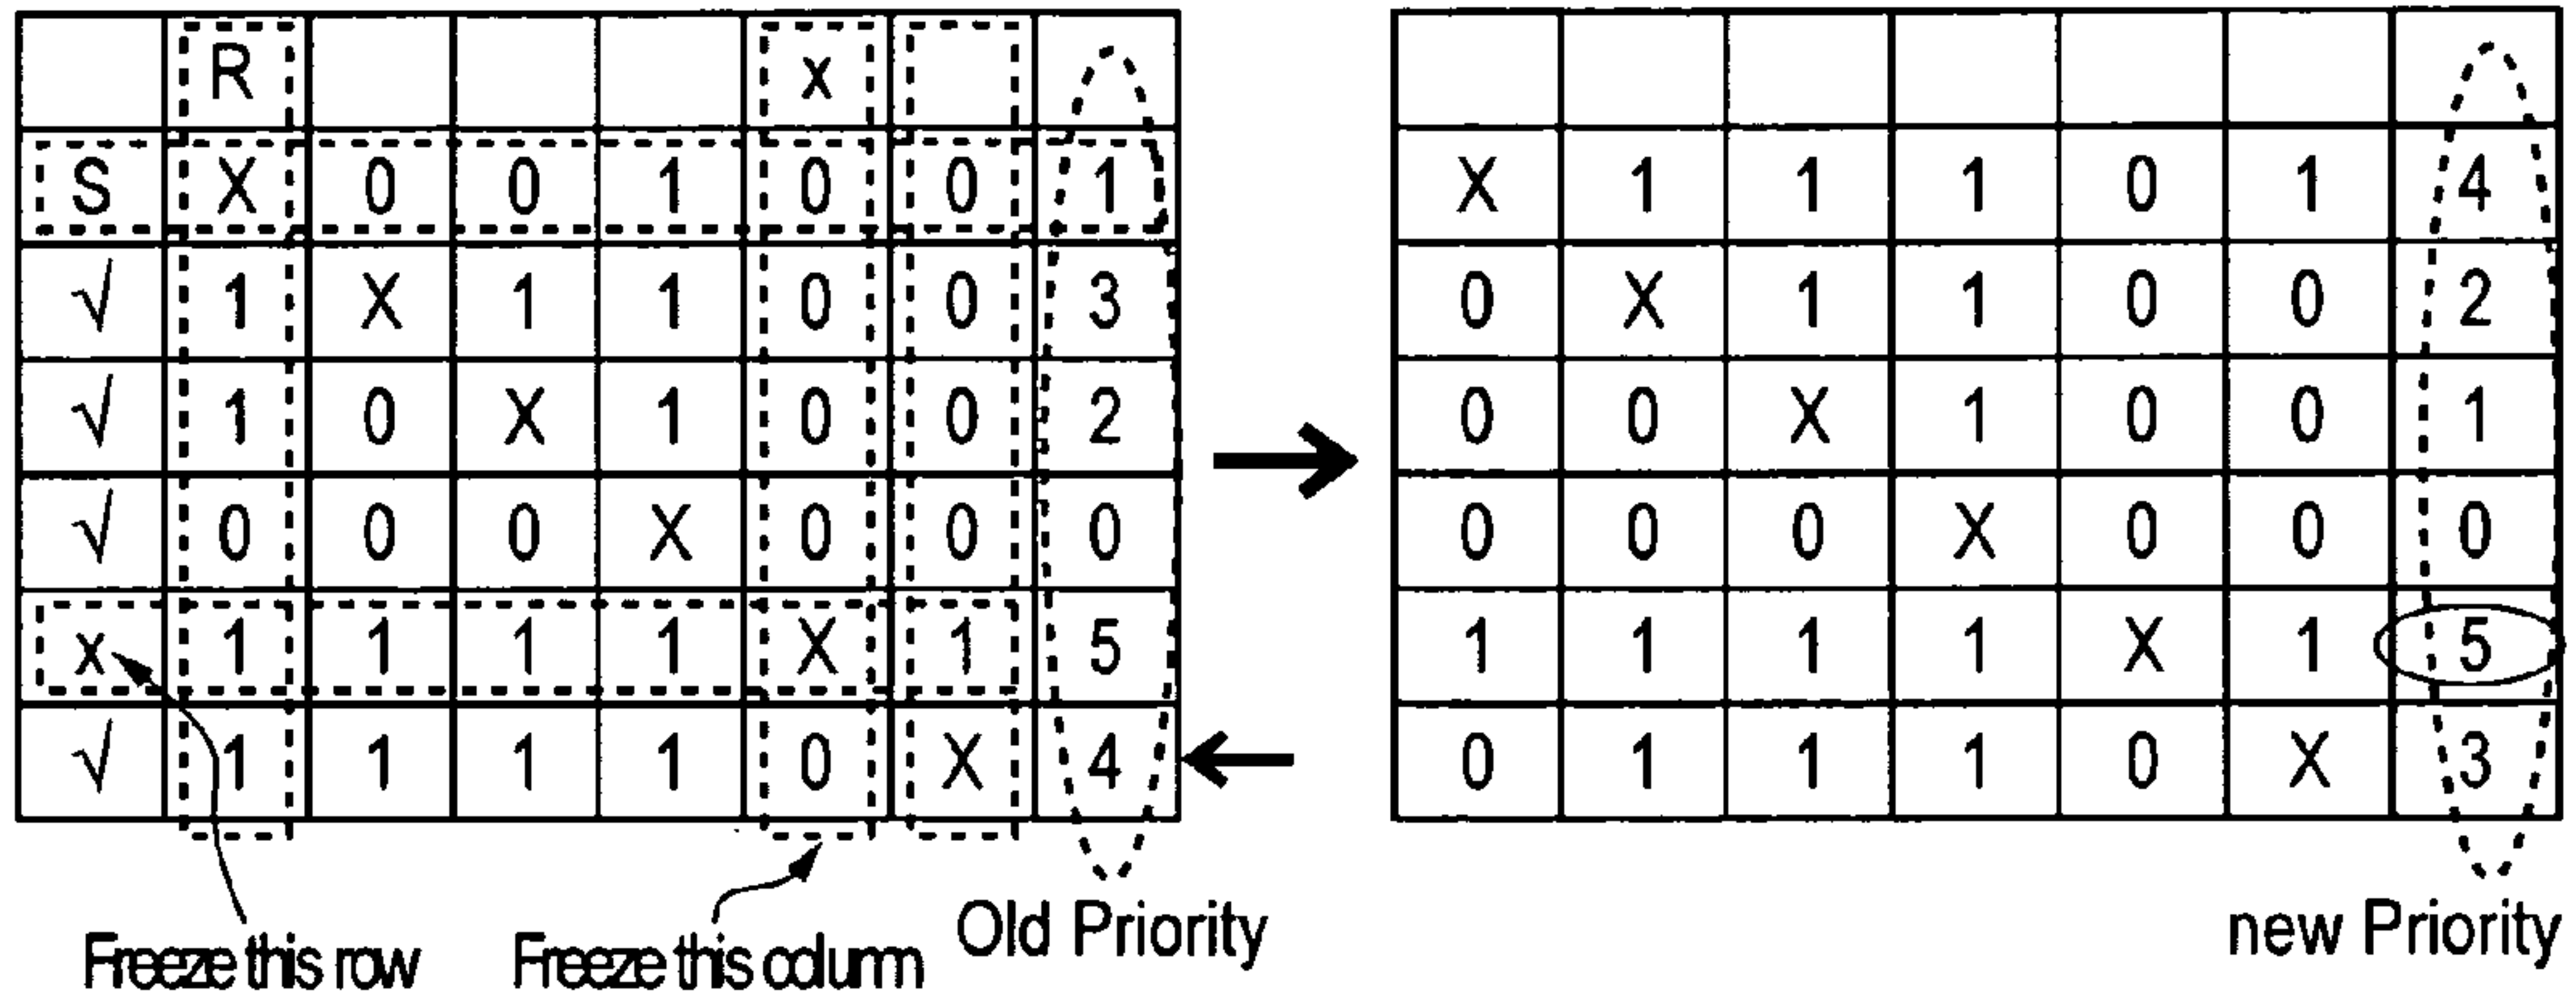 R x
S X 0 0 1 0 0 1
√ 1 X 1 1 0 0 3
√ 1 0 X 1 0 0 2
√ 0 0 0 X 0 0 0
x 1 1 1 1 X 1 5
√ 1 1 1 1 0 X 4
Freeze this row
Freeze this column
Old Priority
X 1 1 1 0 1 4
0 X 1 1 0 0 2
0 0 X 1 0 0 1
0 0 0 X 0 0 0
1 1 1 1 X 1 5
0 1 1 1 0 X 3
new Priority